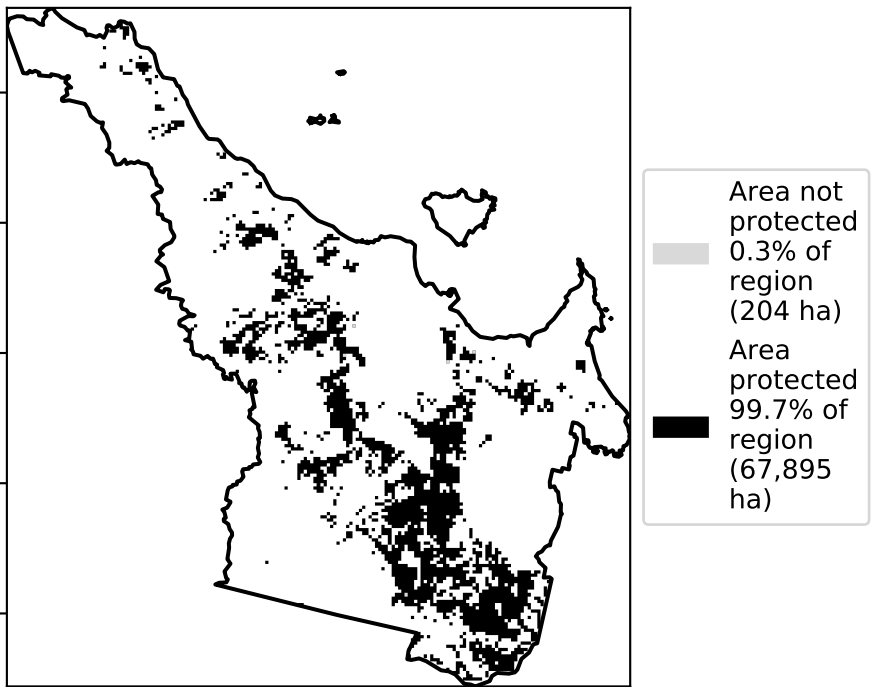 Area not
protected
0.3% of
region
(204 ha)
Area
protected
99.7% of
region
(67,895
ha)